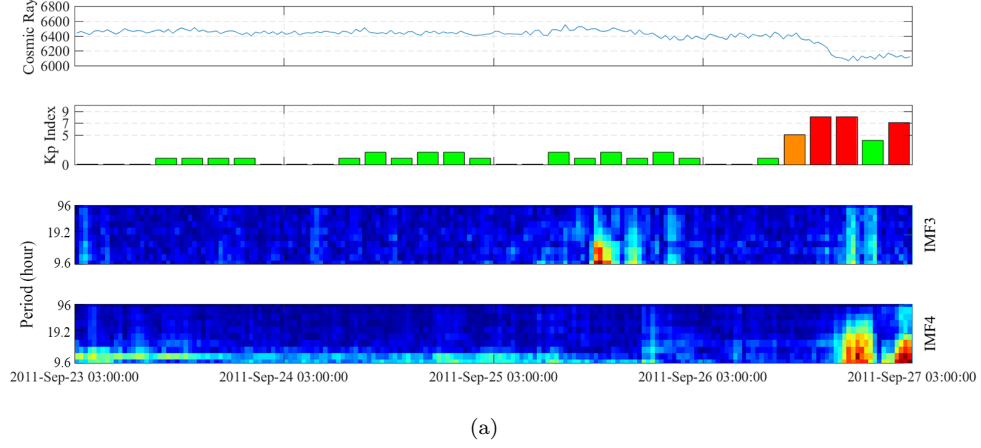 Cosmic Ray
6800
6600
6400
6200
6000
Kp Index
9
7
5
0
Period (hour)
96
19.2
9.6
IMF3
96
19.2
9.6
IMF4
2011-Sep-23 03:00:00
2011-Sep-24 03:00:00
2011-Sep-25 03:00:00
2011-Sep-26 03:00:00
2011-Sep-27 03:00:00
(a)